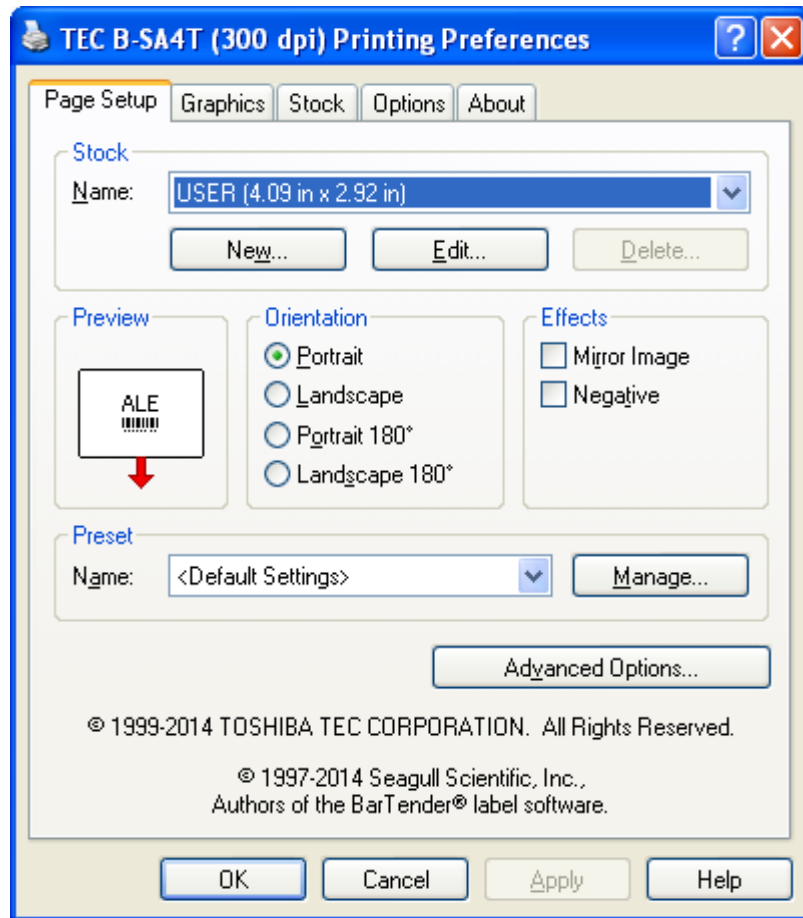 TEC B-SA4T (300 dpi) Printing Preferences
Page Setup Graphics Stock Options About
Stock
Name: USER (4.09 in x 2.92 in)
New... Edit... Delete...
Preview
ALE
Orientation
Portrait
Landscape
Portrait 180°
Landscape 180°
Effects
Mirror Image
Negative
Preset
Name: <Default Settings> Manage...
Advanced Options...
© 1999-2014 TOSHIBA TEC CORPORATION. All Rights Reserved.
© 1997-2014 Seagull Scientific, Inc.,
Authors of the BarTender® label software.
OK Cancel Apply Help